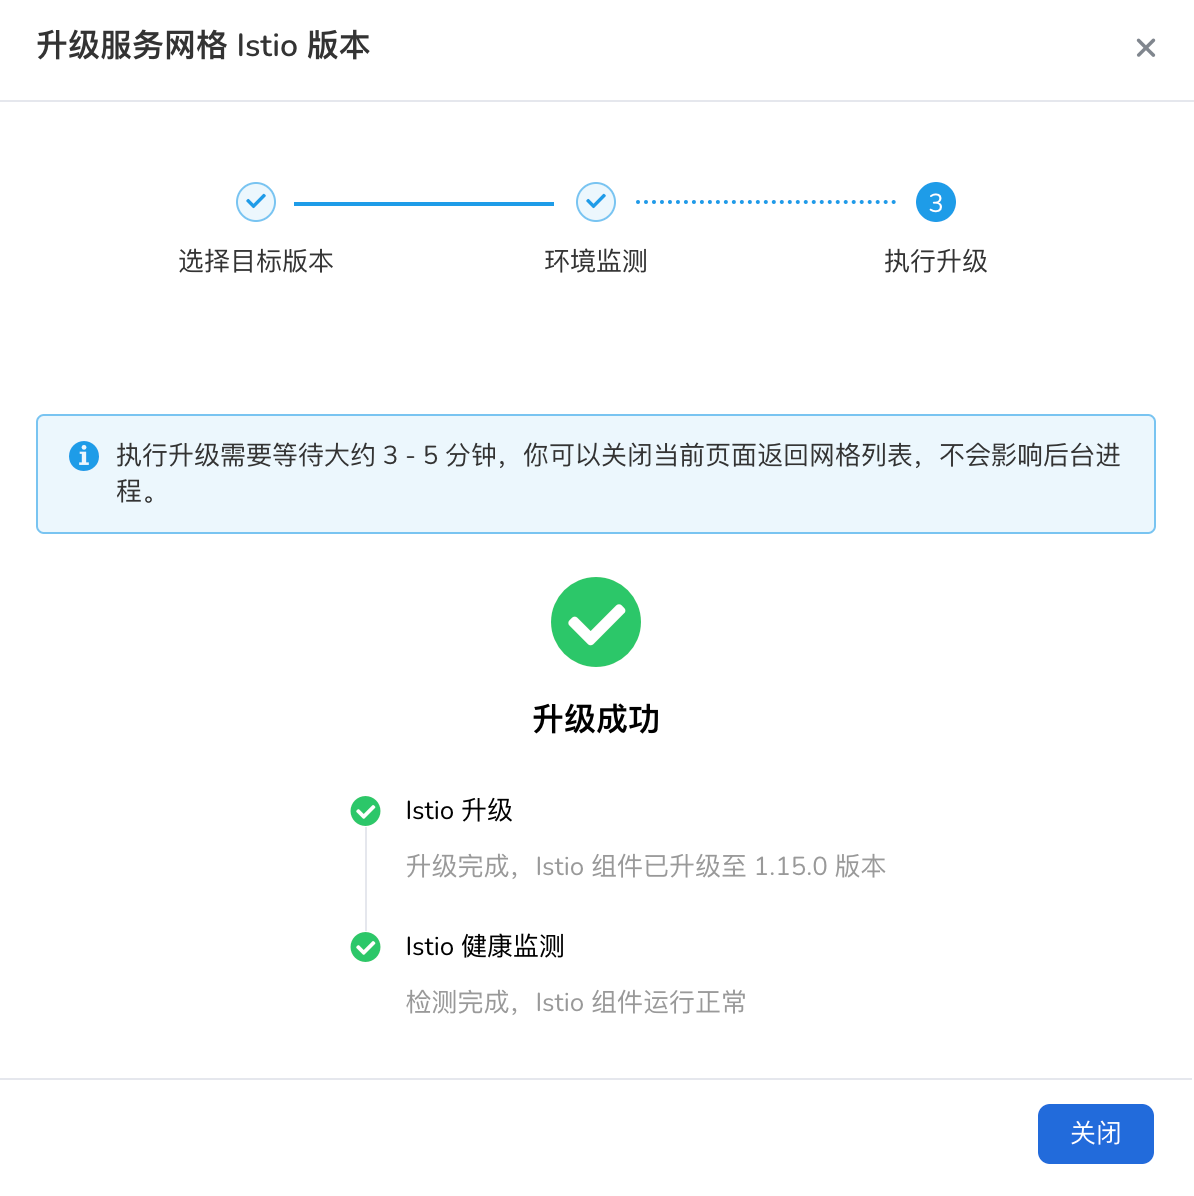 升级服务网格 Istio 版本
3
选择目标版本
环境监测
执行升级
执行升级需要等待大约 3 - 5 分钟，你可以关闭当前页面返回网格列表，不会影响后台进
程。
升级成功
Istio 升级
升级完成，Istio 组件已升级至 1.15.0 版本
Istio 健康监测
检测完成，Istio 组件运行正常
关闭